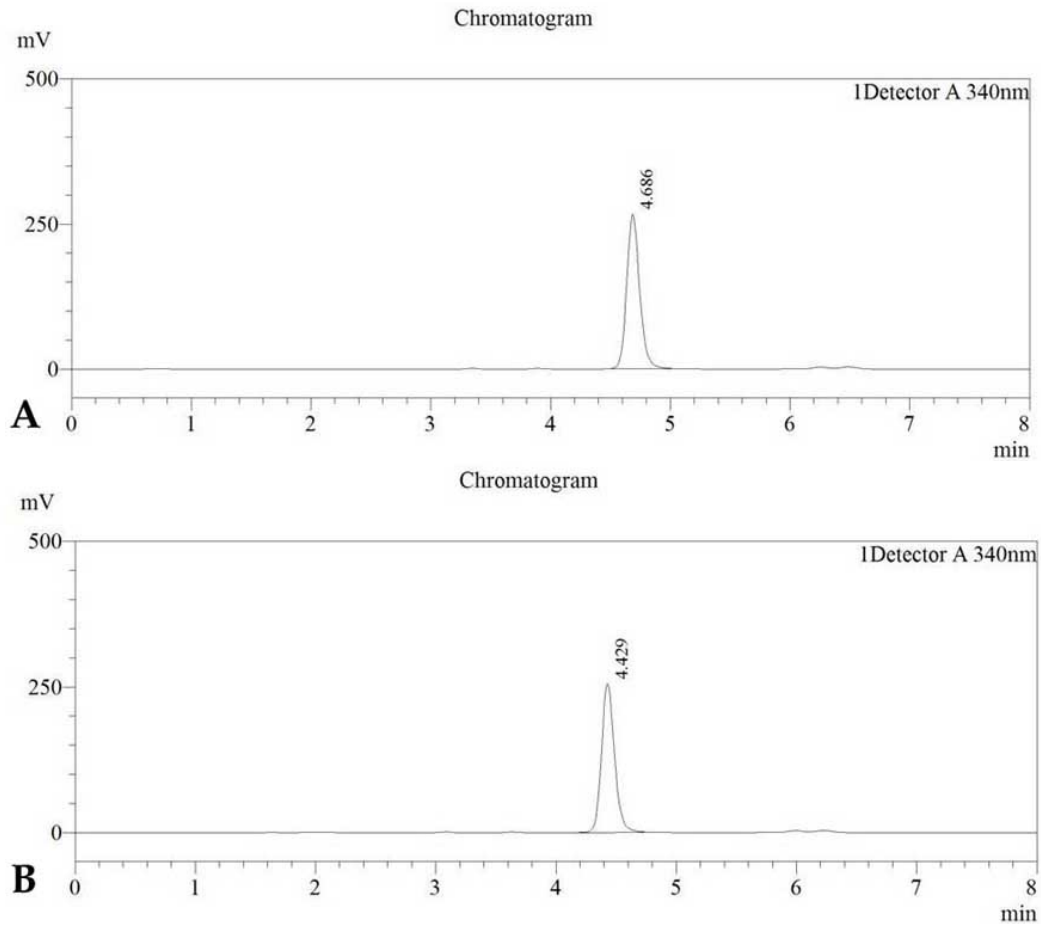 Chromatogram
mV
500
1Detector A 340nm
4.686
250
0
A
0 1 2 3 4 5 6 7 8
min
Chromatogram
mV
500
1Detector A 340nm
4.429
250
0
B
0 1 2 3 4 5 6 7 8
min